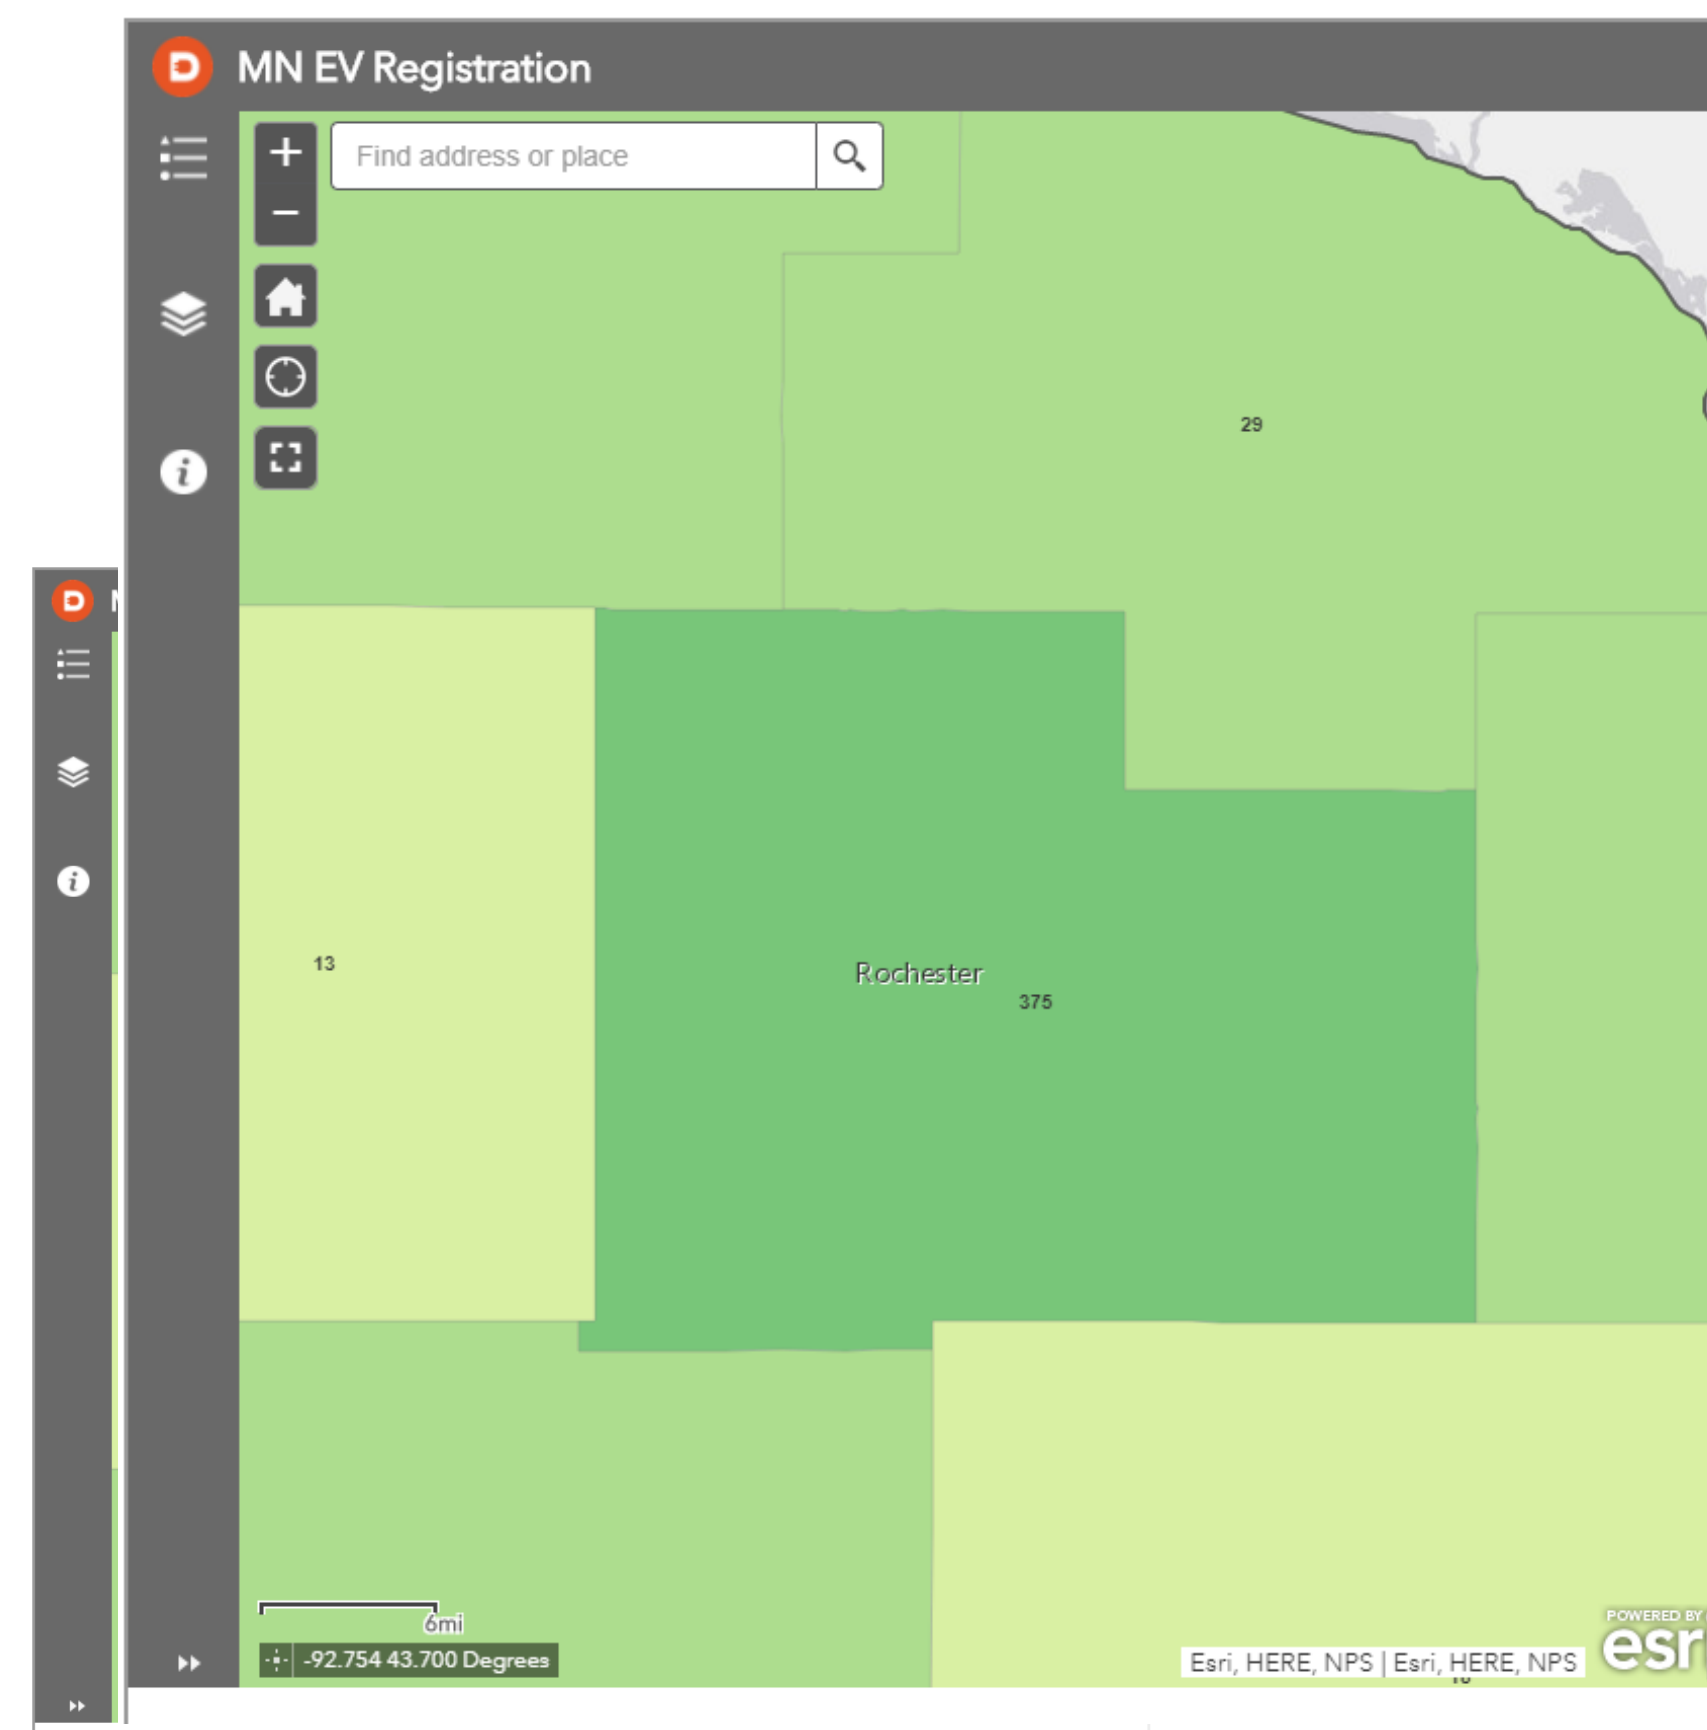 MN EV Registration
Find address or place
29
13
Rochester
375
6mi
-92.754 43.700 Degrees
Esri, HERE, NPS | Esri, HERE, NPS
POWERED BY
esri